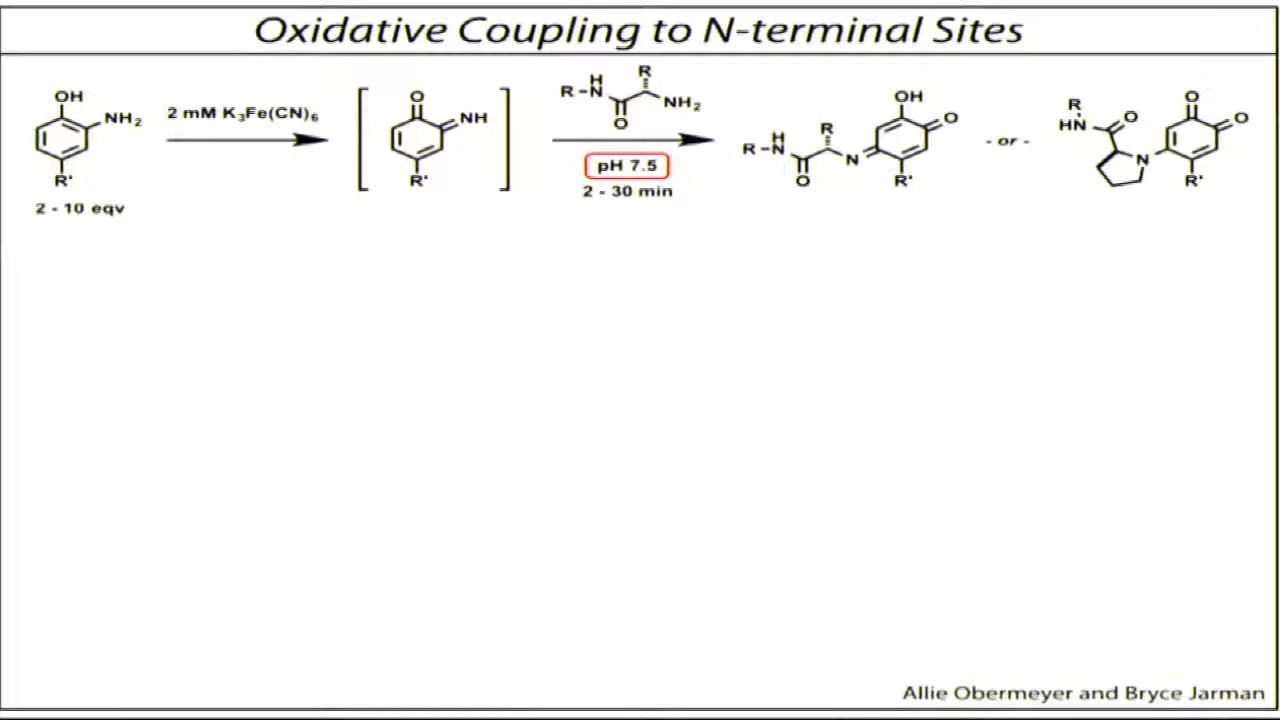 Oxidative Coupling to N-terminal Sites
OH
NH₂
R'
2 - 10 eqv
2 mM K₃Fe(CN)₆
O
NH
R'
R
H
R-N
NH₂
O
pH 7.5
2 - 30 min
OH
O
R
H
R-N
N
O
R'
- or -
R
HN
O
N
O
O
R'
Allie Obermeyer and Bryce Jarman